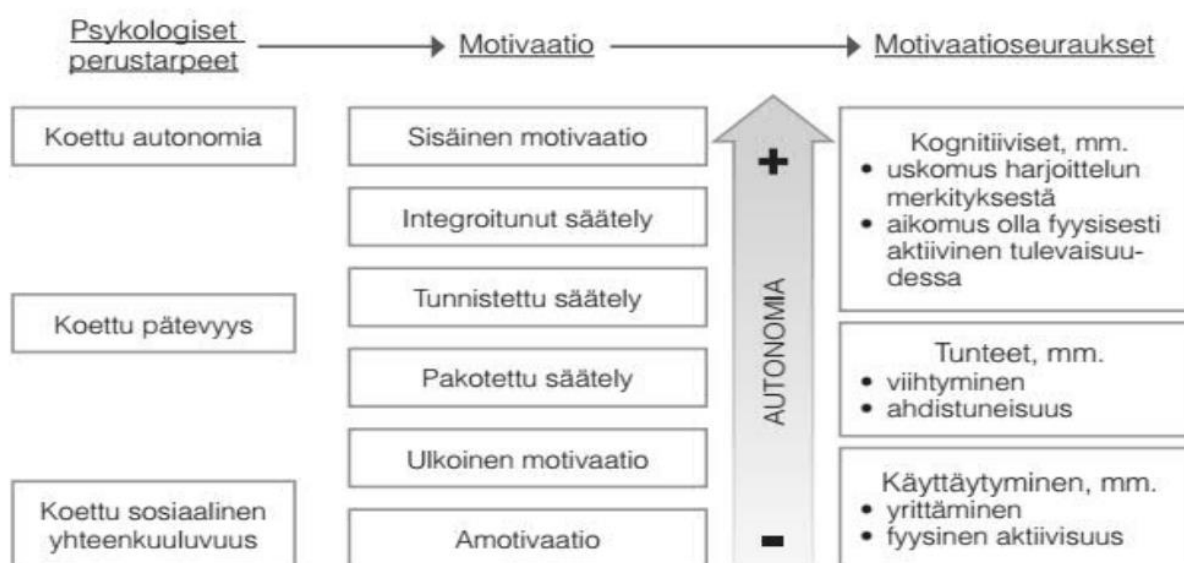 Psykologiset
perustarpeet
Motivaatio
Motivaatioseuraukset
Koettu autonomia
Koettu pätevyys
Koettu sosiaalinen
yhteenkuuluvuus
Sisäinen motivaatio
Integroitunut säätely
Tunnistettu säätely
Pakotettu säätely
Ulkoinen motivaatio
Amotivaatio
+
AUTONOMIA
-
Kognitiiviset, mm.
• uskomus harjoittelun
merkityksestä
• aikomus olla fyysisesti
aktiivinen tulevaisuu-
dessa
Tunteet, mm.
• viihtyminen
• ahdistuneisuus
Käyttäytyminen, mm.
• yrittäminen
• fyysinen aktiivisuus